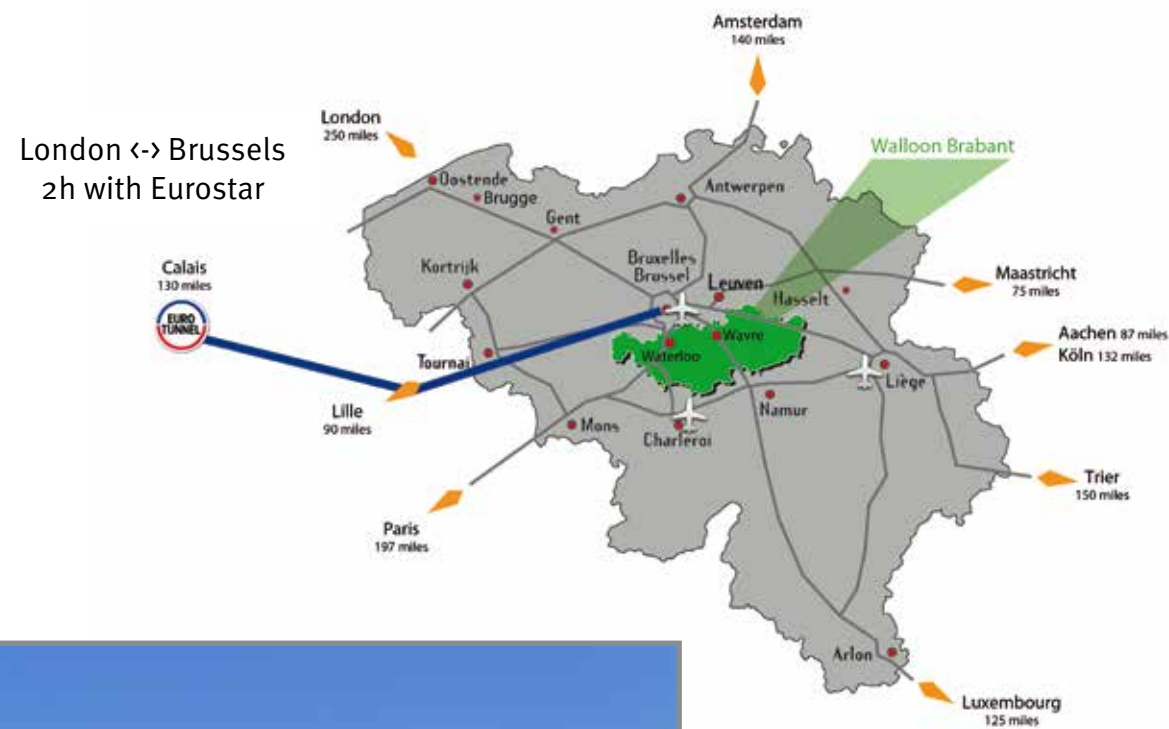 Amsterdam
140 miles
London
250 miles
London <-> Brussels
2h with Eurostar
Walloon Brabant
Oostende
Brugge
Antwerpen
Gent
Bruxelles
Brussel
Kortrijk
Leuven
Hasselt
Calais
130 miles
EURO
TUNNEL
Maastricht
75 miles
Aachen 87 miles
Köln 132 miles
Wavre
Waterloo
Tournai
Liège
Lille
90 miles
Namur
Mons
Charleroi
Trier
150 miles
Paris
197 miles
Arlon
Luxembourg
125 miles